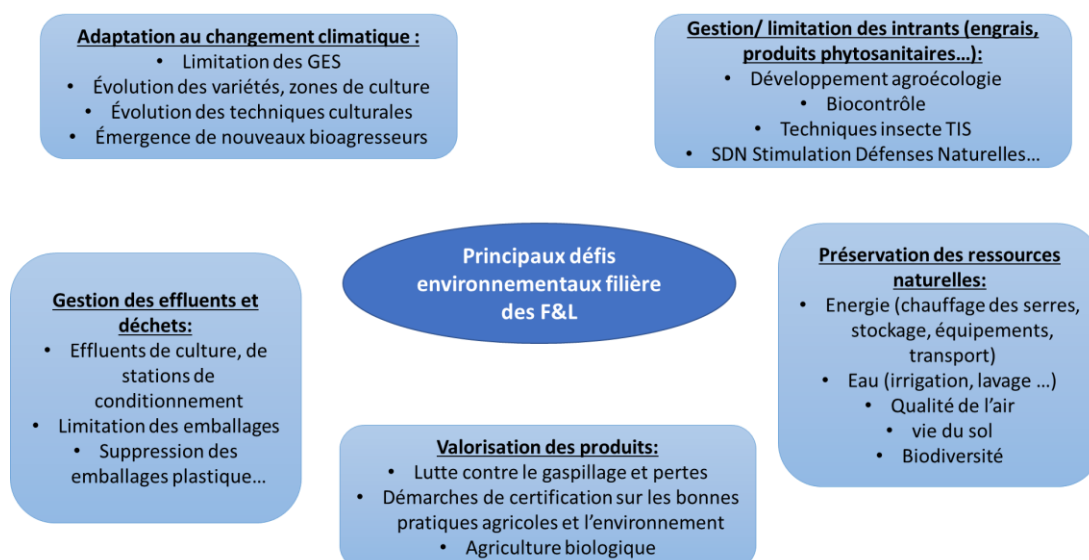 Adaptation au changement climatique :
• Limitation des GES
• Évolution des variétés, zones de culture
• Évolution des techniques culturales
• Émergence de nouveaux bioagresseurs
Gestion/ limitation des intrants (engrais,
produits phytosanitaires…):
• Développement agroécologie
• Biocontrôle
• Techniques insecte TIS
• SDN Stimulation Défenses Naturelles…
Principaux défis
environnementaux filière
des F&L
Gestion des effluents et
déchets:
• Effluents de culture, de
stations de
conditionnement
• Limitation des emballages
• Suppression des
emballages plastique…
Préservation des ressources
naturelles:
• Energie (chauffage des serres,
stockage, équipements,
transport)
• Eau (irrigation, lavage …)
• Qualité de l’air
• vie du sol
• Biodiversité
Valorisation des produits:
• Lutte contre le gaspillage et pertes
• Démarches de certification sur les bonnes
pratiques agricoles et l’environnement
• Agriculture biologique